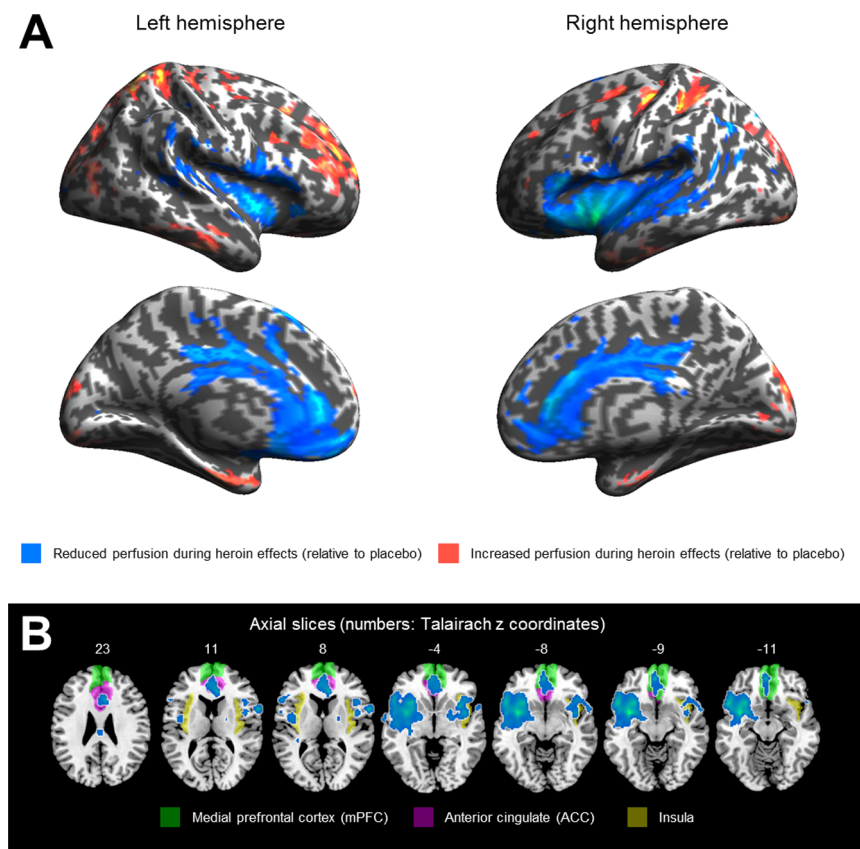 A
Left hemisphere
Right hemisphere
Reduced perfusion during heroin effects (relative to placebo)
Increased perfusion during heroin effects (relative to placebo)
B
Axial slices (numbers: Talairach z coordinates)
23 11 8 -4 -8 -9 -11
Medial prefrontal cortex (mPFC)
Anterior cingulate (ACC)
Insula